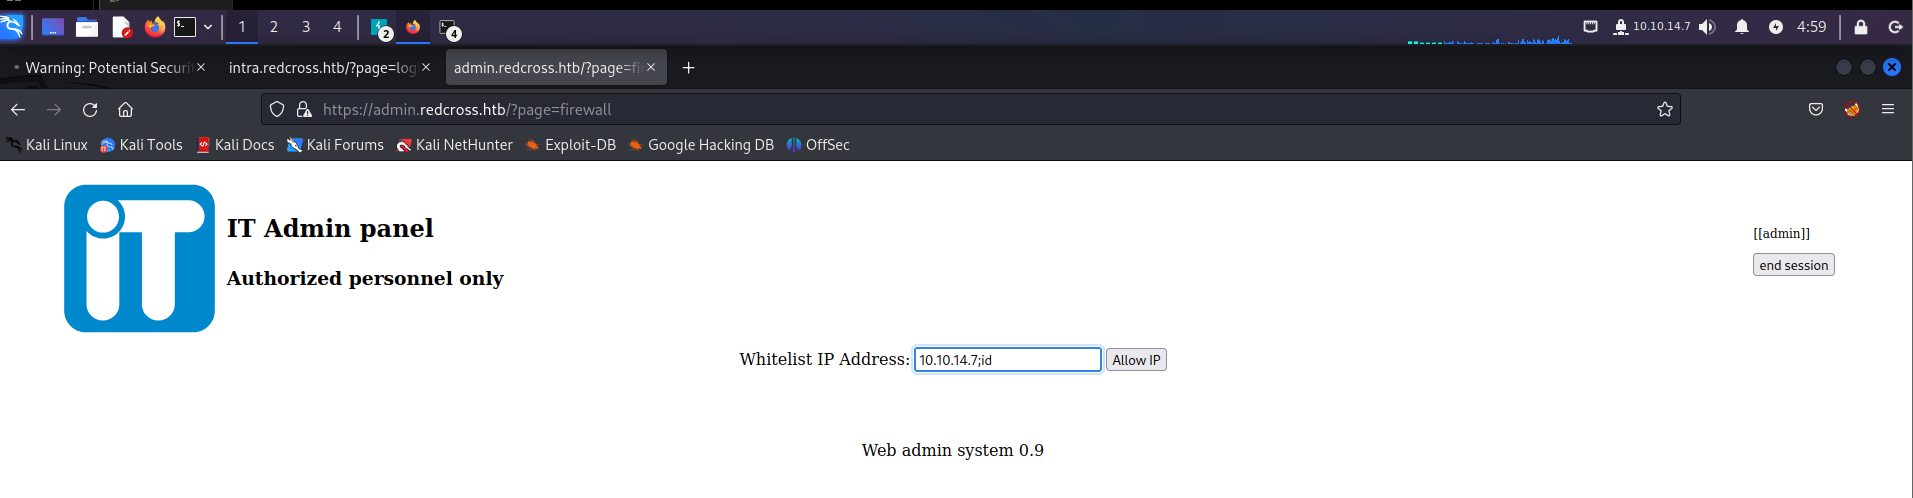 1 2 3 4 2 4 10.10.14.7 4:59
Warning: Potential Securi intra.redcross.htb/?page=log admin.redcross.htb/?page=fi
https://admin.redcross.htb/?page=firewall
Kali Linux Kali Tools Kali Docs Kali Forums Kali NetHunter Exploit-DB Google Hacking DB OffSec
iT
IT Admin panel
[[admin]]
Authorized personnel only
end session
Whitelist IP Address: 10.10.14.7;id Allow IP
Web admin system 0.9